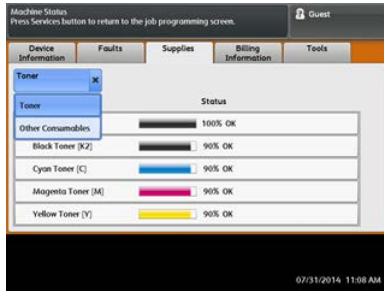 Machine Status
Press Services button to return to the job programming screen.
Guest
Device Information
Faults
Supplies
Billing Information
Tools
Toner
Status
Toner
Other Consumables
100% OK
Black Toner [K2]
90% OK
Cyan Toner [C]
90% OK
Magenta Toner [M]
90% OK
Yellow Toner [Y]
90% OK
07/31/2014 11:08 AM